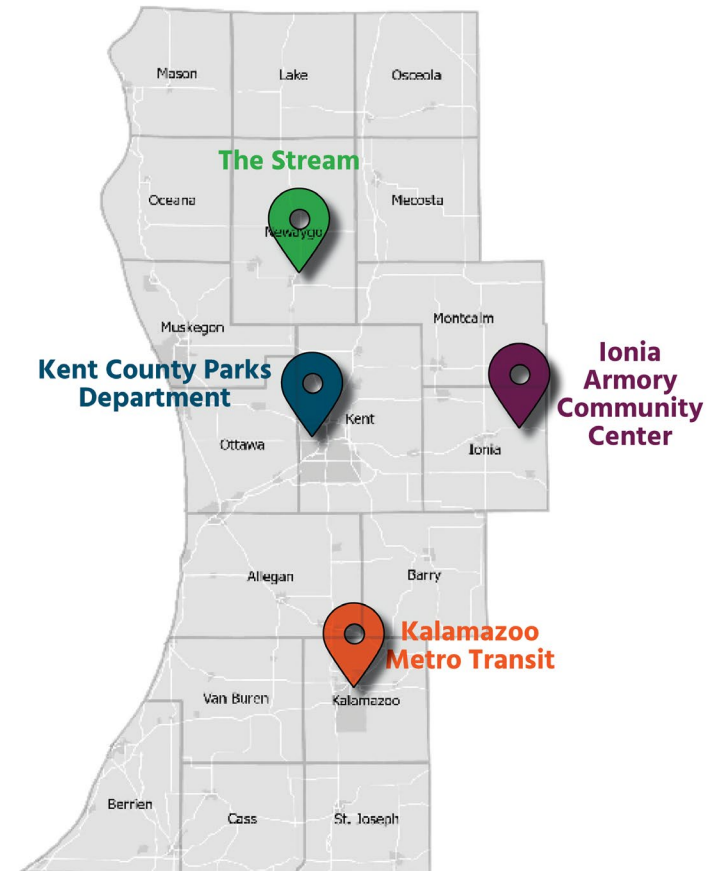 Mason
Lake
Osceola
The Stream
Oceana
Mecosta
Newaygo
Montcalm
Muskegon
Kent County Parks
Department
Ionia
Armory
Community
Center
Kent
Ottawa
Ionia
Allegan
Barry
Kalamazoo
Metro Transit
Van Buren
Kalamazoo
Berrien
Cass
St. Joseph